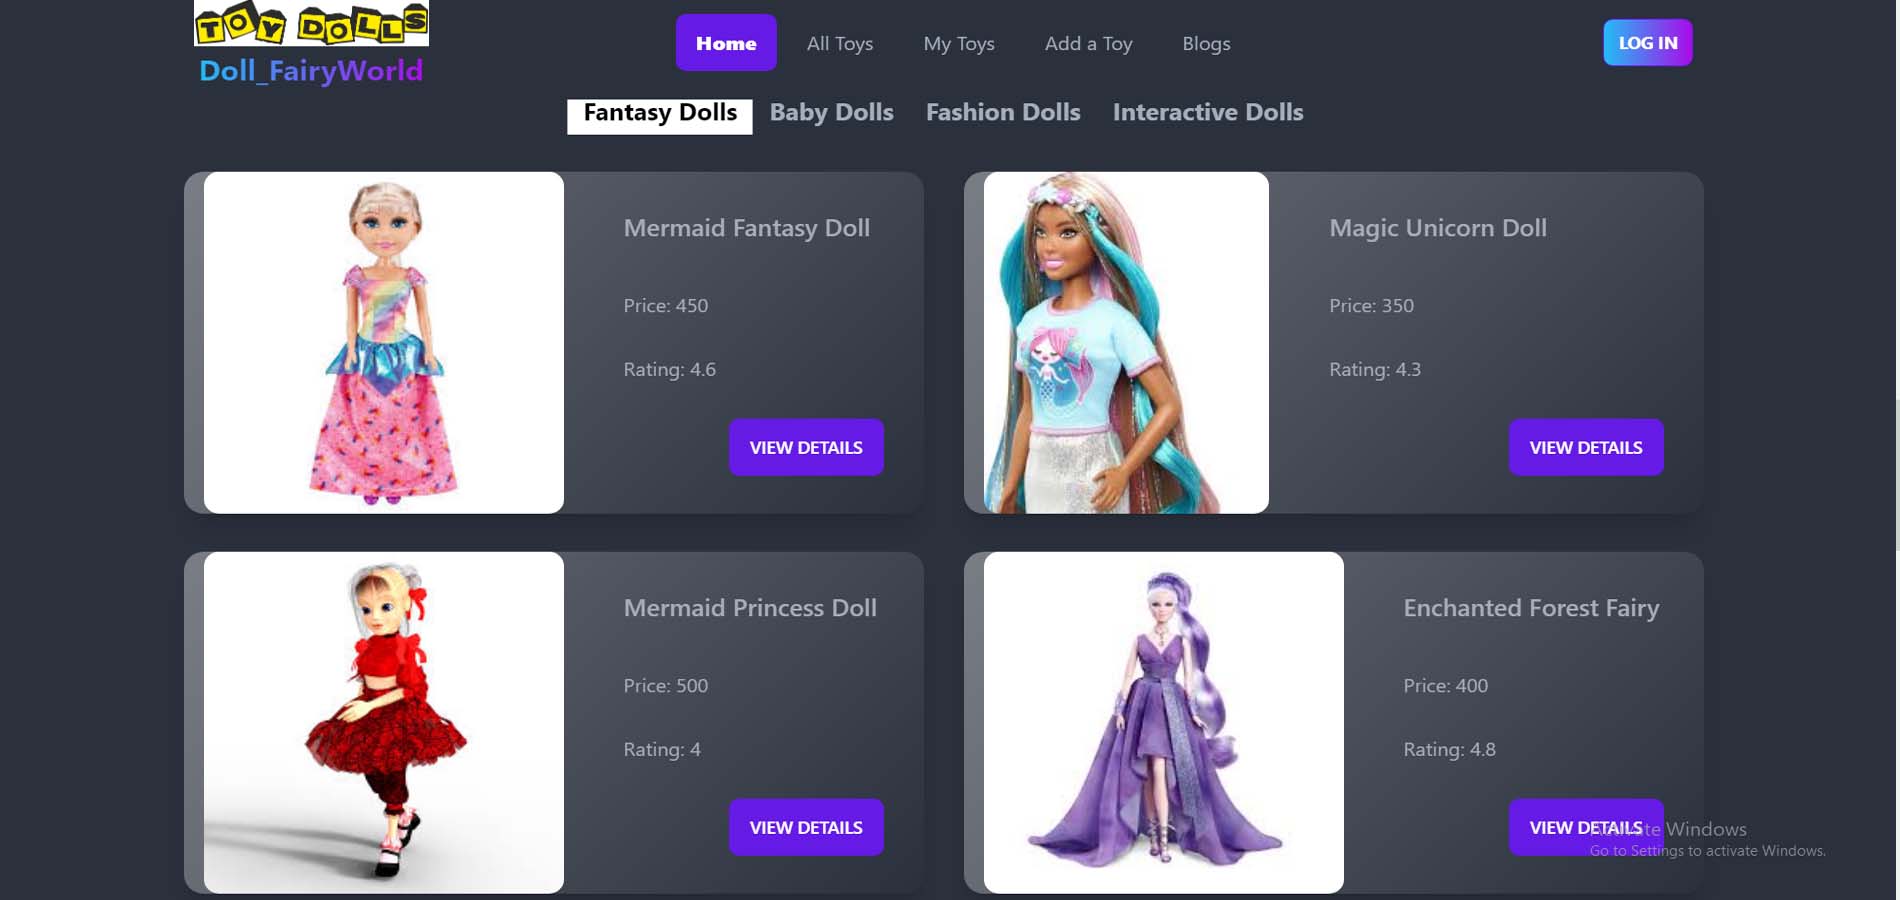 TOY DOLLS
Doll_FairyWorld
Home All Toys My Toys Add a Toy Blogs
LOG IN
Fantasy Dolls Baby Dolls Fashion Dolls Interactive Dolls
Mermaid Fantasy Doll
Price: 450
Rating: 4.6
VIEW DETAILS
Magic Unicorn Doll
Price: 350
Rating: 4.3
VIEW DETAILS
Mermaid Princess Doll
Price: 500
Rating: 4
VIEW DETAILS
Enchanted Forest Fairy
Price: 400
Rating: 4.8
VIEW DETAILS
Activate Windows
Go to Settings to activate Windows.